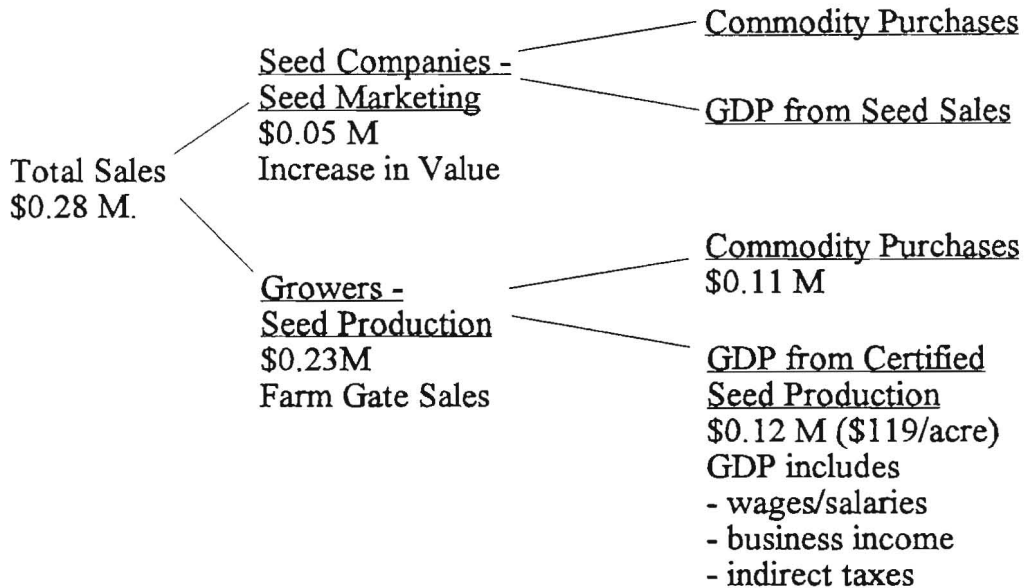 Total Sales
$0.28 M.
Seed Companies -
Seed Marketing
$0.05 M
Increase in Value
Commodity Purchases
GDP from Seed Sales
Growers -
Seed Production
$0.23M
Farm Gate Sales
Commodity Purchases
$0.11 M
GDP from Certified
Seed Production
$0.12 M ($119/acre)
GDP includes
- wages/salaries
- business income
- indirect taxes